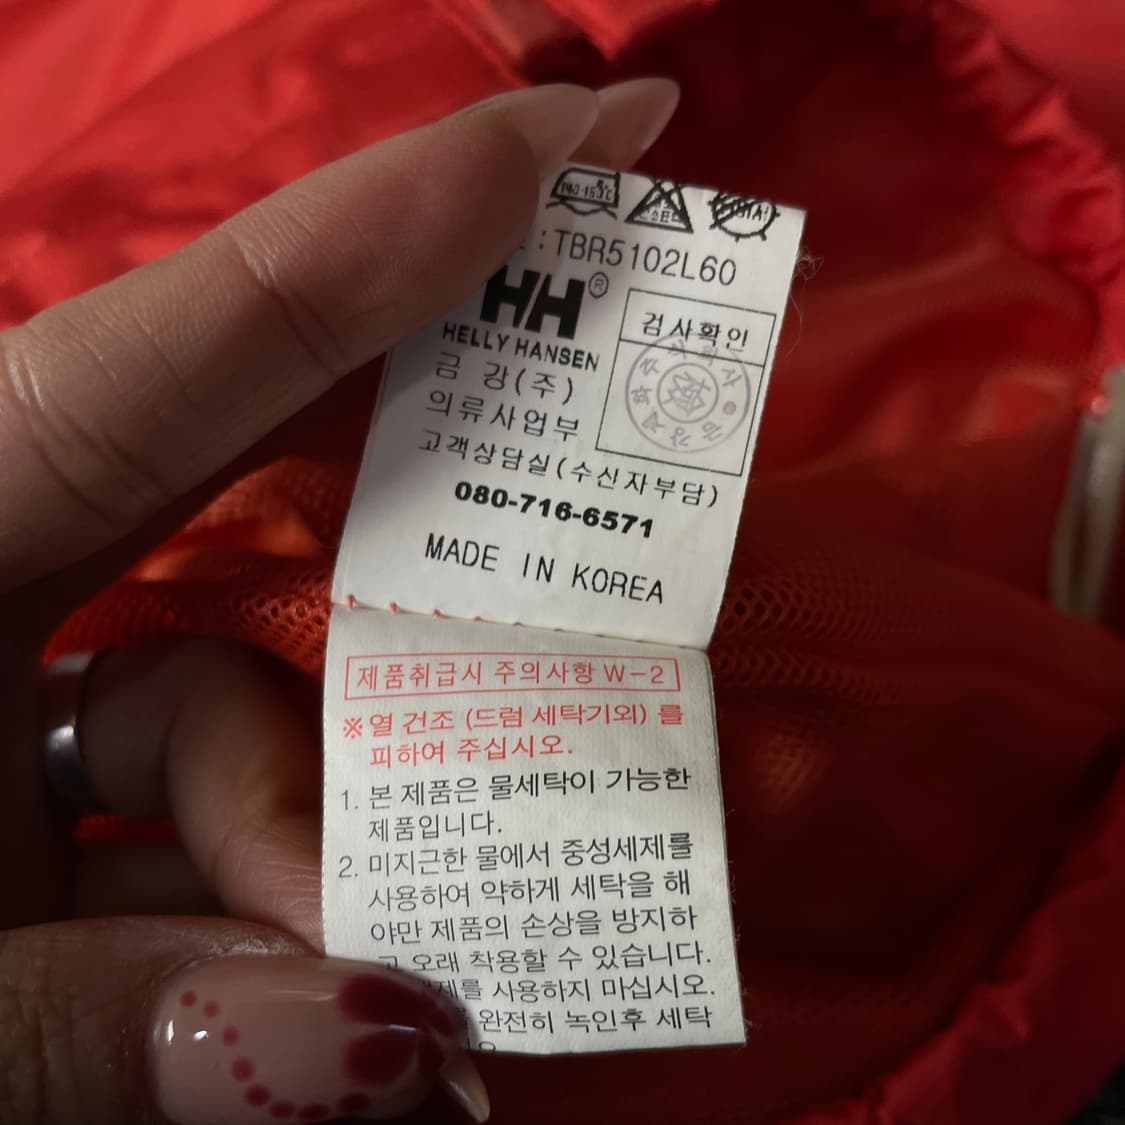 : TBR5102L60
HH®
HELLY HANSEN
금 강(주)
의류사업부
검사확인
고객상담실(수신자부담)
080-716-6571
MADE IN KOREA
제품취급시 주의사항 W-2
※ 열 건조 (드럼 세탁기외) 를
피하여 주십시오.
1. 본 제품은 물세탁이 가능한
제품입니다.
2. 미지근한 물에서 중성세제를
사용하여 약하게 세탁을 해
야만 제품의 손상을 방지하
고 오래 착용할 수 있습니다.
사용하지 마십시오.
완전히 녹인후 세탁